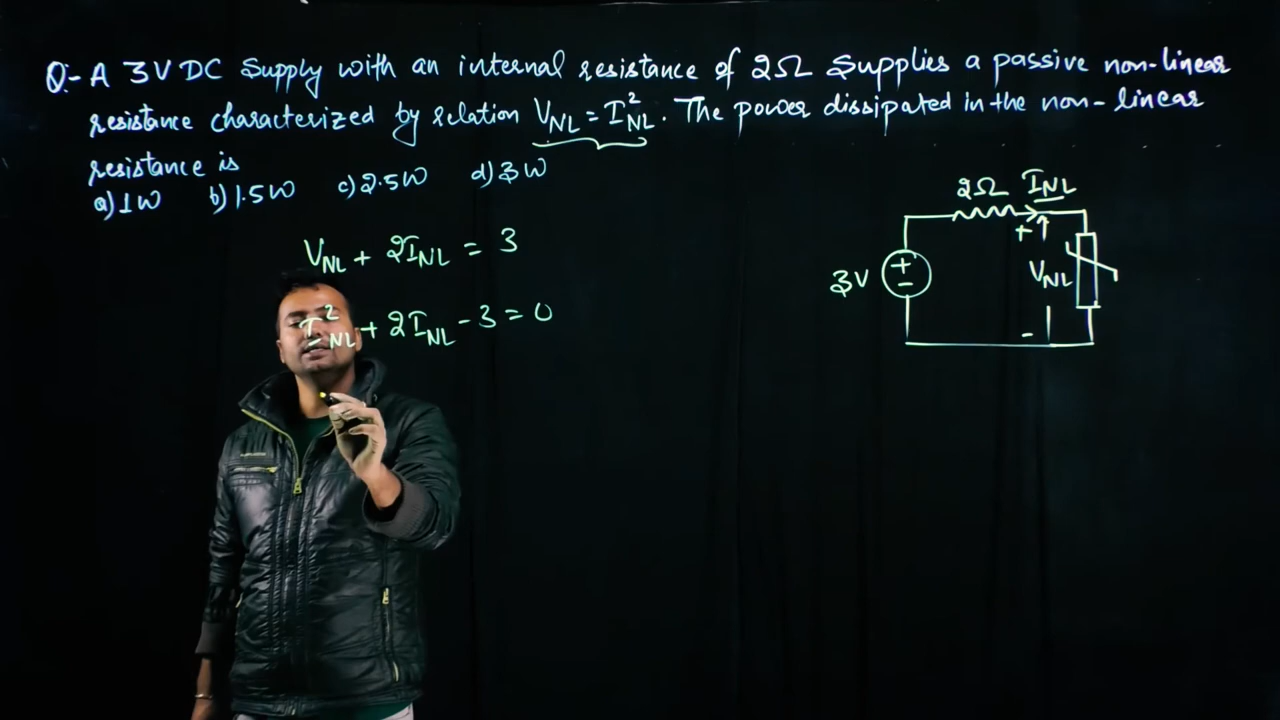 Q:- A 3V DC Supply with an internal resistance of 2Ω Supplies a passive non-linear
resistance characterized by relation V_NL = I_NL². The power dissipated in the non-linear
resistance is
a) 1W b) 1.5W c) 2.5W d) 3W
2Ω I_NL
V_NL + 2I_NL = 3
+
3V + V_NL
-
I²_NL + 2I_NL - 3 = 0
-